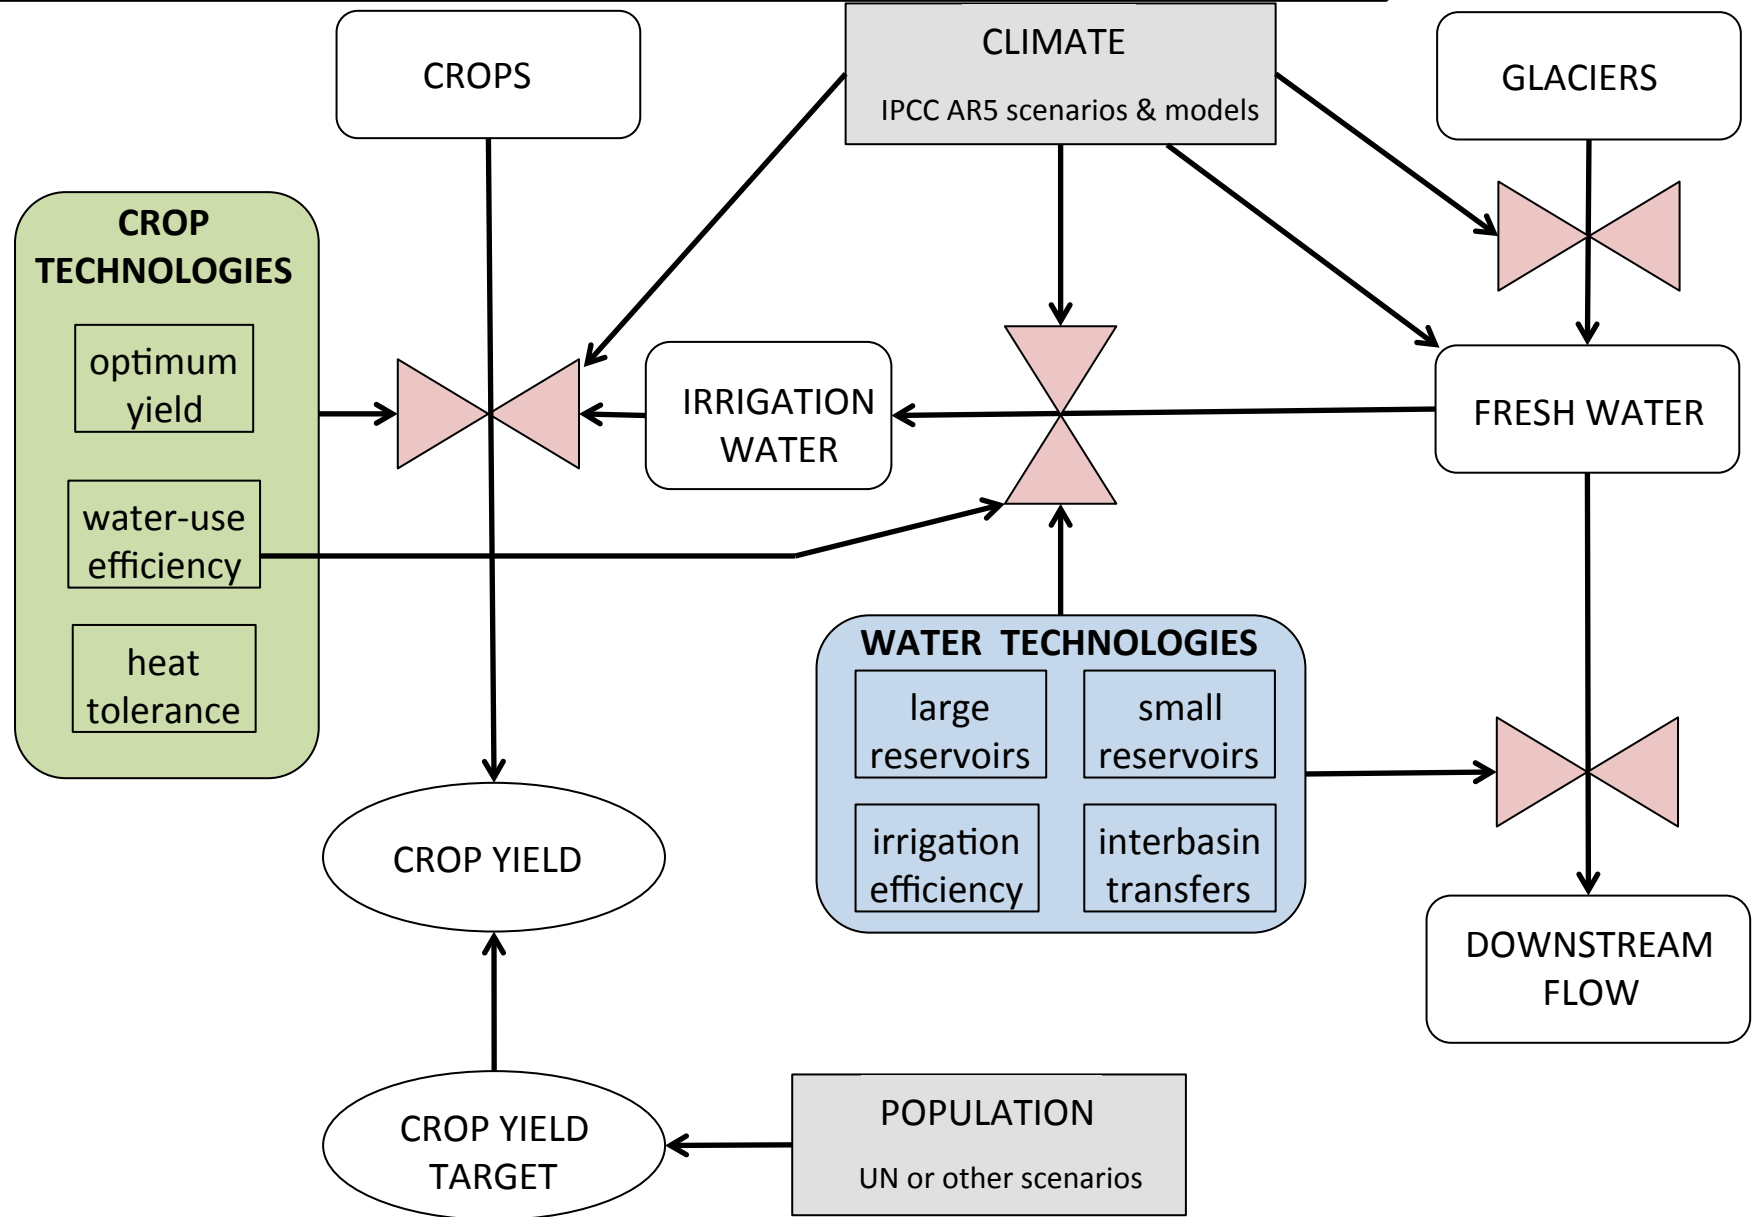 CROPS
CLIMATE
IPCC AR5 scenarios & models
GLACIERS
CROP
TECHNOLOGIES
optimum
yield
water-use
efficiency
heat
tolerance
IRRIGATION
WATER
FRESH WATER
WATER TECHNOLOGIES
large
reservoirs
small
reservoirs
irrigation
efficiency
interbasin
transfers
CROP YIELD
DOWNSTREAM
FLOW
CROP YIELD
TARGET
POPULATION
UN or other scenarios